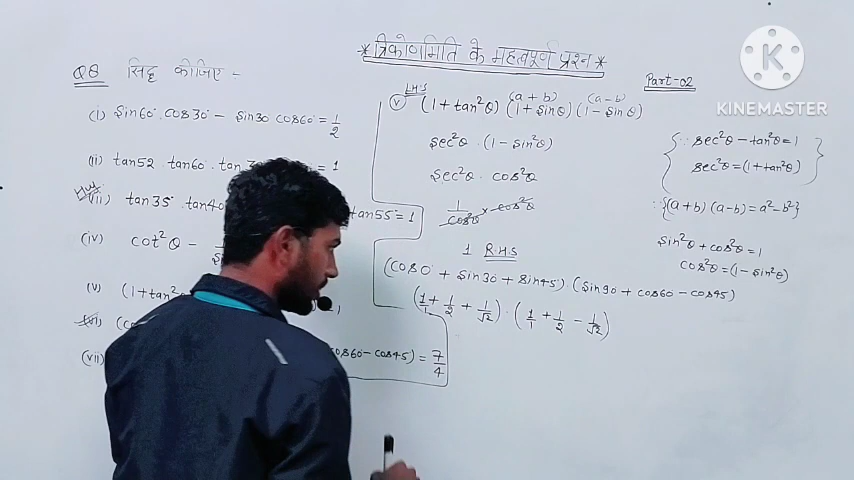 * त्रिकोणमिति के महत्वपूर्ण प्रश्न *
Part-02
K
KINEMASTER
Q8 सिद्ध कीजिए -
(i) sin60 . cos30 - sin30 cos60 = 1/2
(ii) tan52 . tan60 . tan = 1
H.W (iii) tan35 . tan40 tan55 = 1
(iv) cot²θ -
(v) (1+tan² = 1
(vi) (co
(vii) cos60 - cos45) = 7/4
L.H.S
(v) (1 + tan²θ) (1 + sinθ) (1 - sinθ)
(a + b) (a - b)
sec²θ . (1 - sin²θ)
sec²θ . cos²θ
1/cos²θ × cos²θ
1 R.H.S
(cos0 + sin30 + sin45) (sin90 + cos60 - cos45)
(1/1 + 1/2 + 1/√2) . (1/1 + 1/2 - 1/√2)
{∵ sec²θ - tan²θ = 1
sec²θ = (1 + tan²θ)}
∵ {(a+b) (a-b) = a² - b²}
sin²θ + cos²θ = 1
cos²θ = (1 - sin²θ)